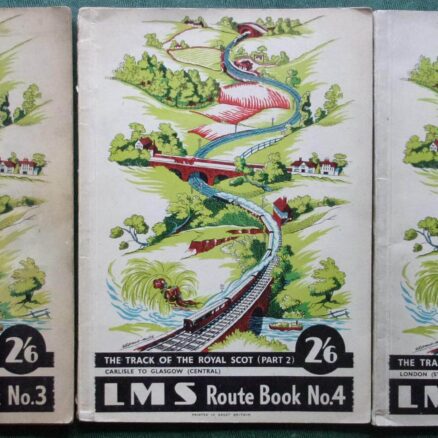 2/6
k No.3
THE TRACK OF THE ROYAL SCOT (PART 2)
2/6
CARLISLE TO GLASGOW (CENTRAL)
LMS Route Book No.4
PRINTED IN GREAT BRITAIN
THE TRA
LONDON (E
LM